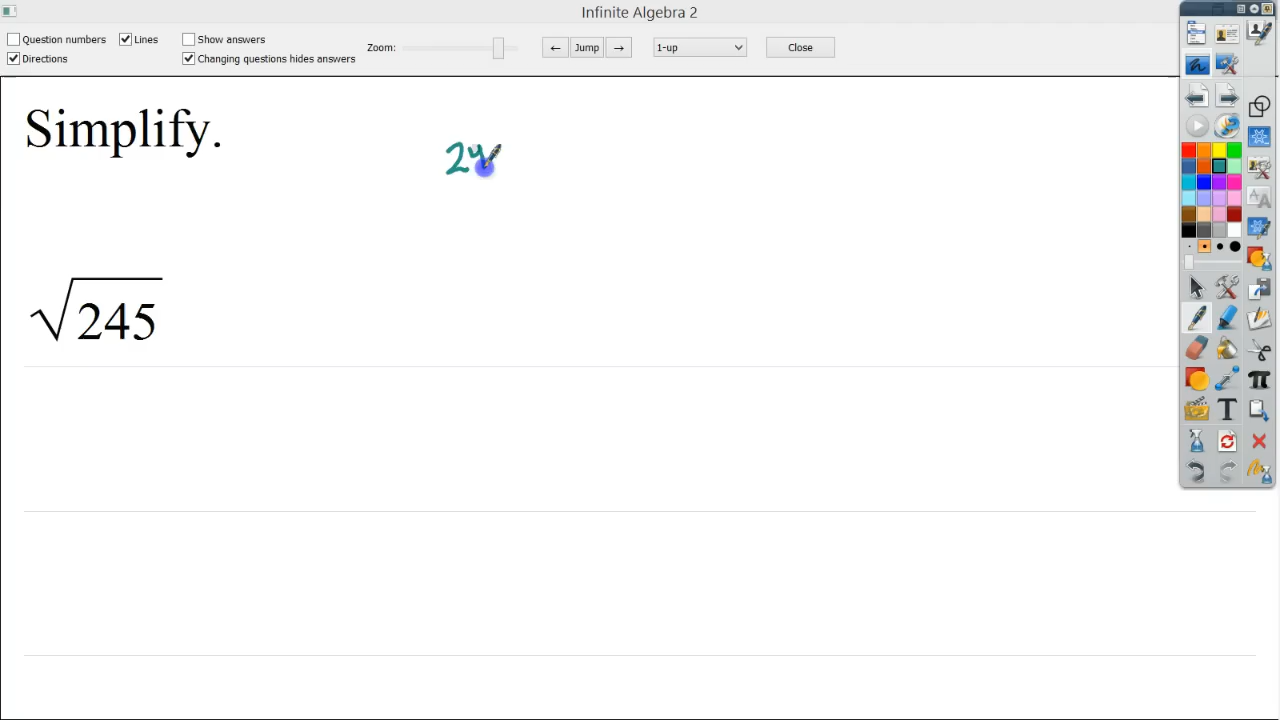 Infinite Algebra 2
Question numbers
Lines
Show answers
Zoom:
← Jump →
1-up
Close
Directions
Changing questions hides answers
Simplify.
24
√245